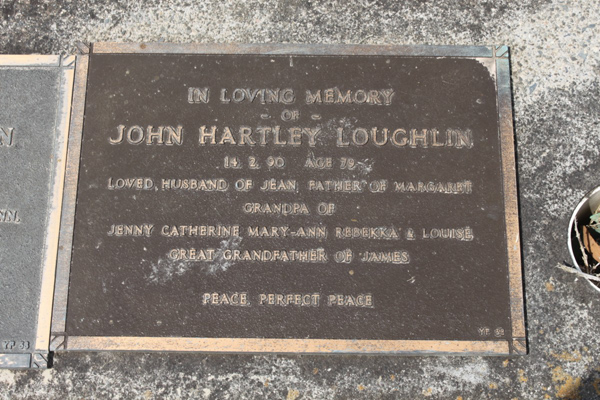 IN LOVING MEMORY
- OF -
JOHN HARTLEY LOUGHLIN
14. 2. 90 AGE 78
LOVED HUSBAND OF JEAN, FATHER OF MARGARET
GRANDPA OF
JENNY CATHERINE MARY-ANN REBEKKA & LOUISE
GREAT GRANDFATHER OF JAMES
PEACE, PERFECT PEACE
N